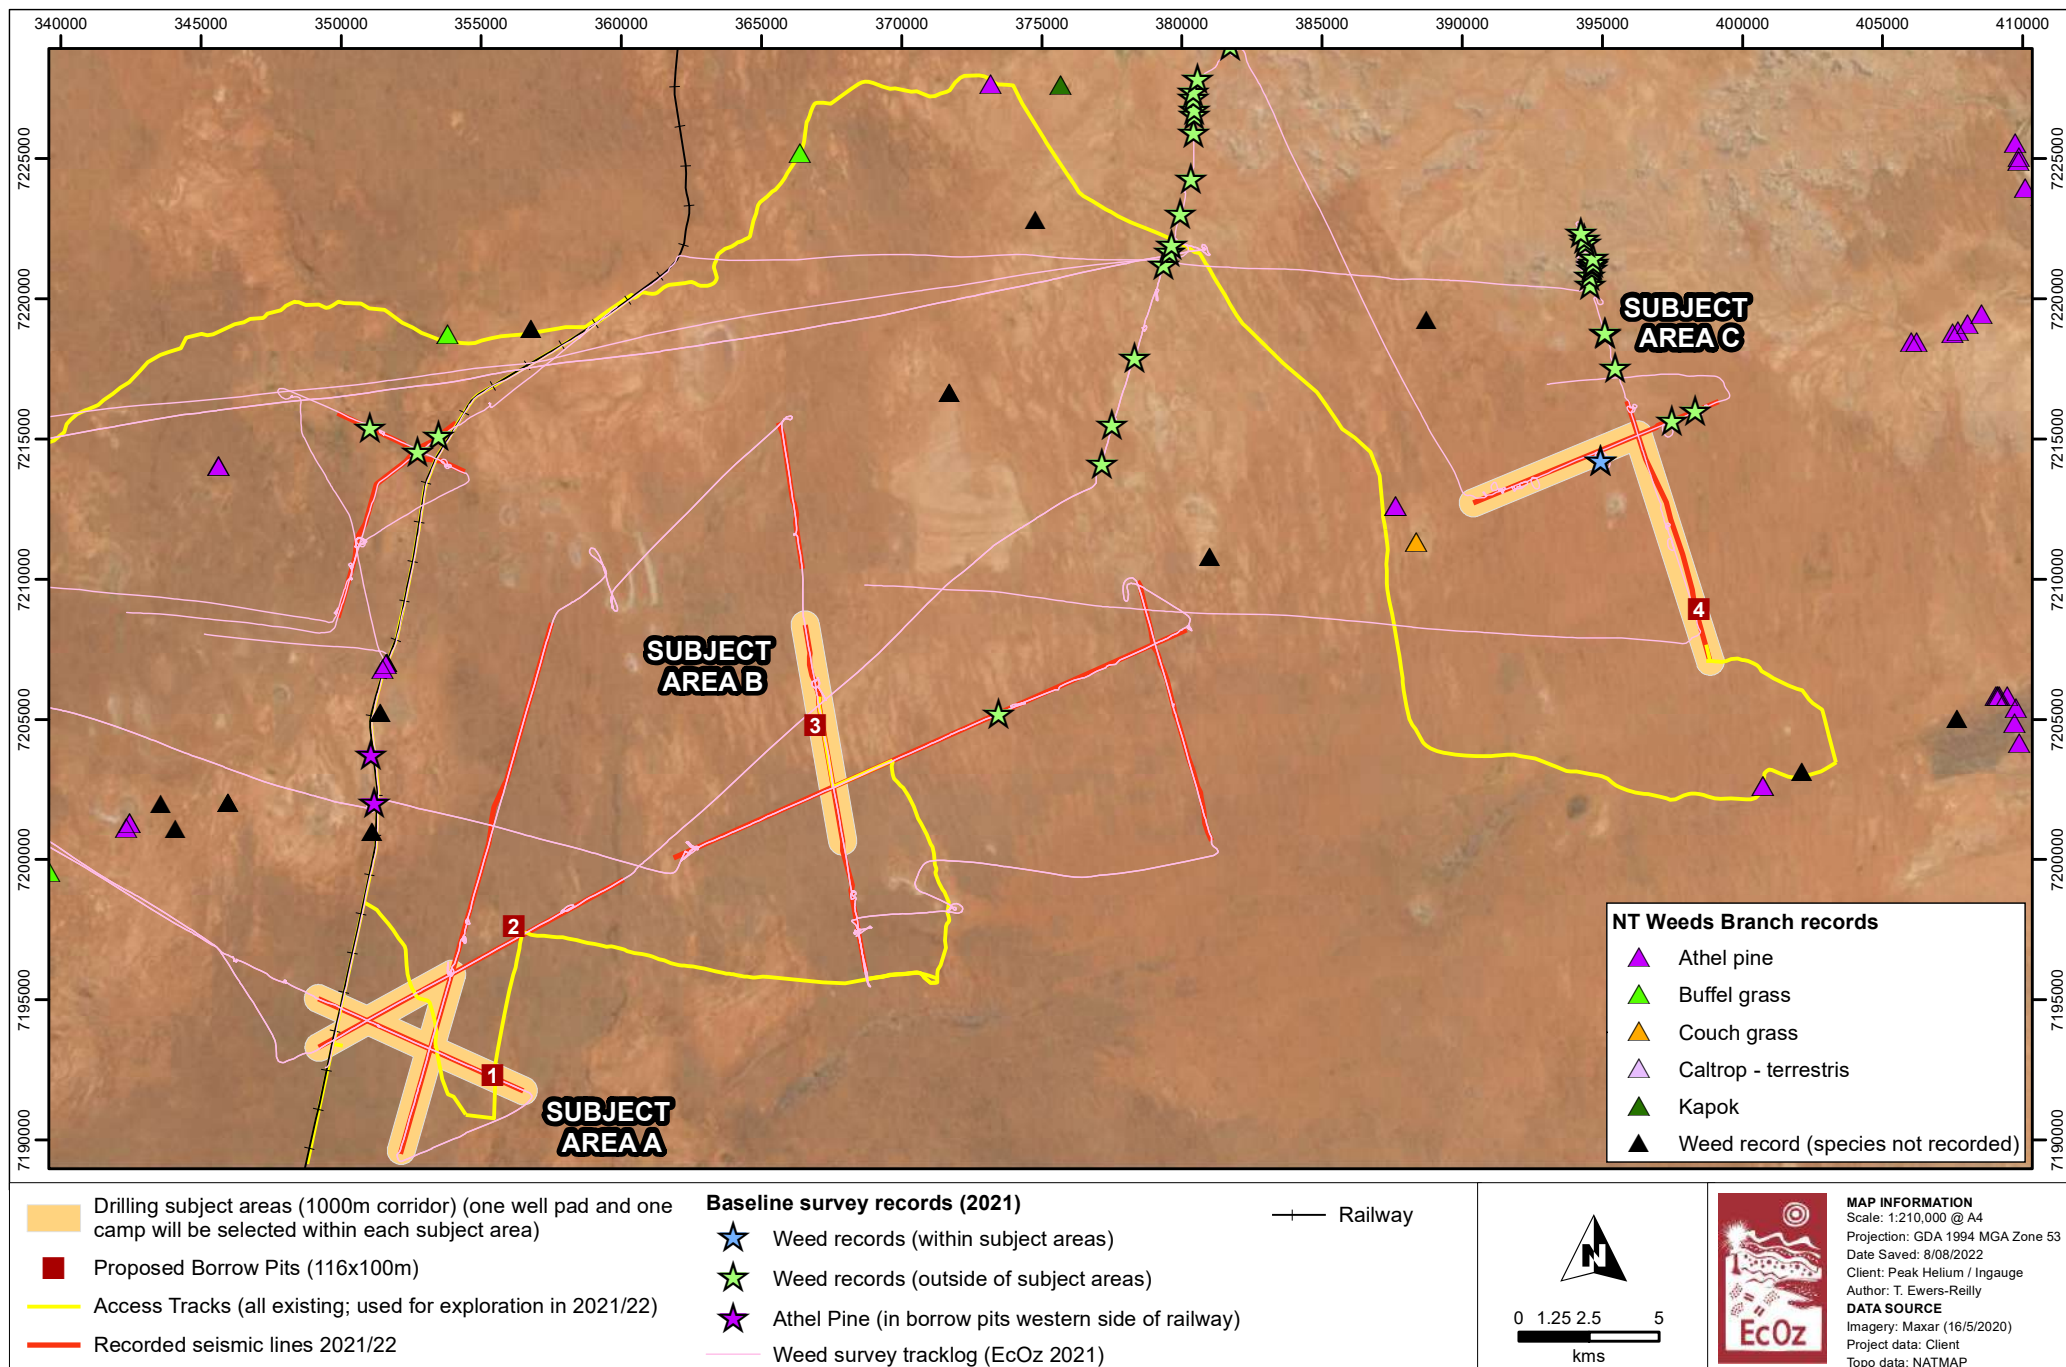 340000 345000 350000 355000 360000 365000 370000 375000 380000 385000 390000 395000 400000 405000 410000
7225000 7225000
7220000 7220000
7215000 7215000
7210000 7210000
7205000 7205000
7200000 7200000
7195000 7195000
7190000 7190000
SUBJECT
AREA C
4
SUBJECT
AREA B
3
2
1
SUBJECT
AREA A
NT Weeds Branch records
Athel pine
Buffel grass
Couch grass
Caltrop - terrestris
Kapok
Weed record (species not recorded)
Drilling subject areas (1000m corridor) (one well pad and one
camp will be selected within each subject area)
Proposed Borrow Pits (116x100m)
Access Tracks (all existing; used for exploration in 2021/22)
Recorded seismic lines 2021/22
Baseline survey records (2021)
Weed records (within subject areas)
Weed records (outside of subject areas)
Athel Pine (in borrow pits western side of railway)
Weed survey tracklog (EcOz 2021)
Railway
N
0 1.25 2.5 5
kms
EcOz
MAP INFORMATION
Scale: 1:210,000 @ A4
Projection: GDA 1994 MGA Zone 53
Date Saved: 8/08/2022
Client: Peak Helium / Ingauge
Author: T. Ewers-Reilly
DATA SOURCE
Imagery: Maxar (16/5/2020)
Project data: Client
Topo data: NATMAP